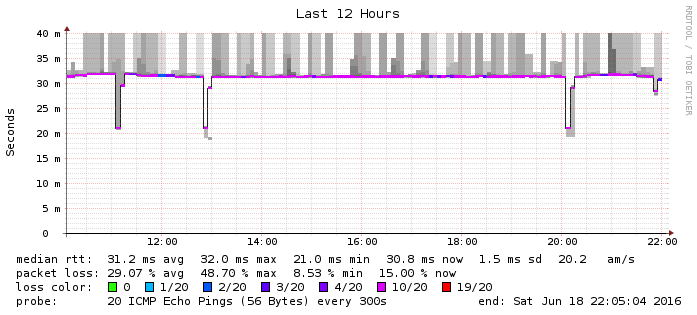 Last 12 Hours
RRDTOOL / TOBI OETIKER
Seconds
40 m
35 m
30 m
25 m
20 m
15 m
10 m
5 m
0
12:00 14:00 16:00 18:00 20:00 22:00
median rtt: 31.2 ms avg 32.0 ms max 21.0 ms min 30.8 ms now 1.5 ms sd 20.2 am/s
packet loss: 29.07 % avg 48.70 % max 8.53 % min 15.00 % now
loss color: 0 1/20 2/20 3/20 4/20 10/20 19/20
probe: 20 ICMP Echo Pings (56 Bytes) every 300s end: Sat Jun 18 22:05:04 2016